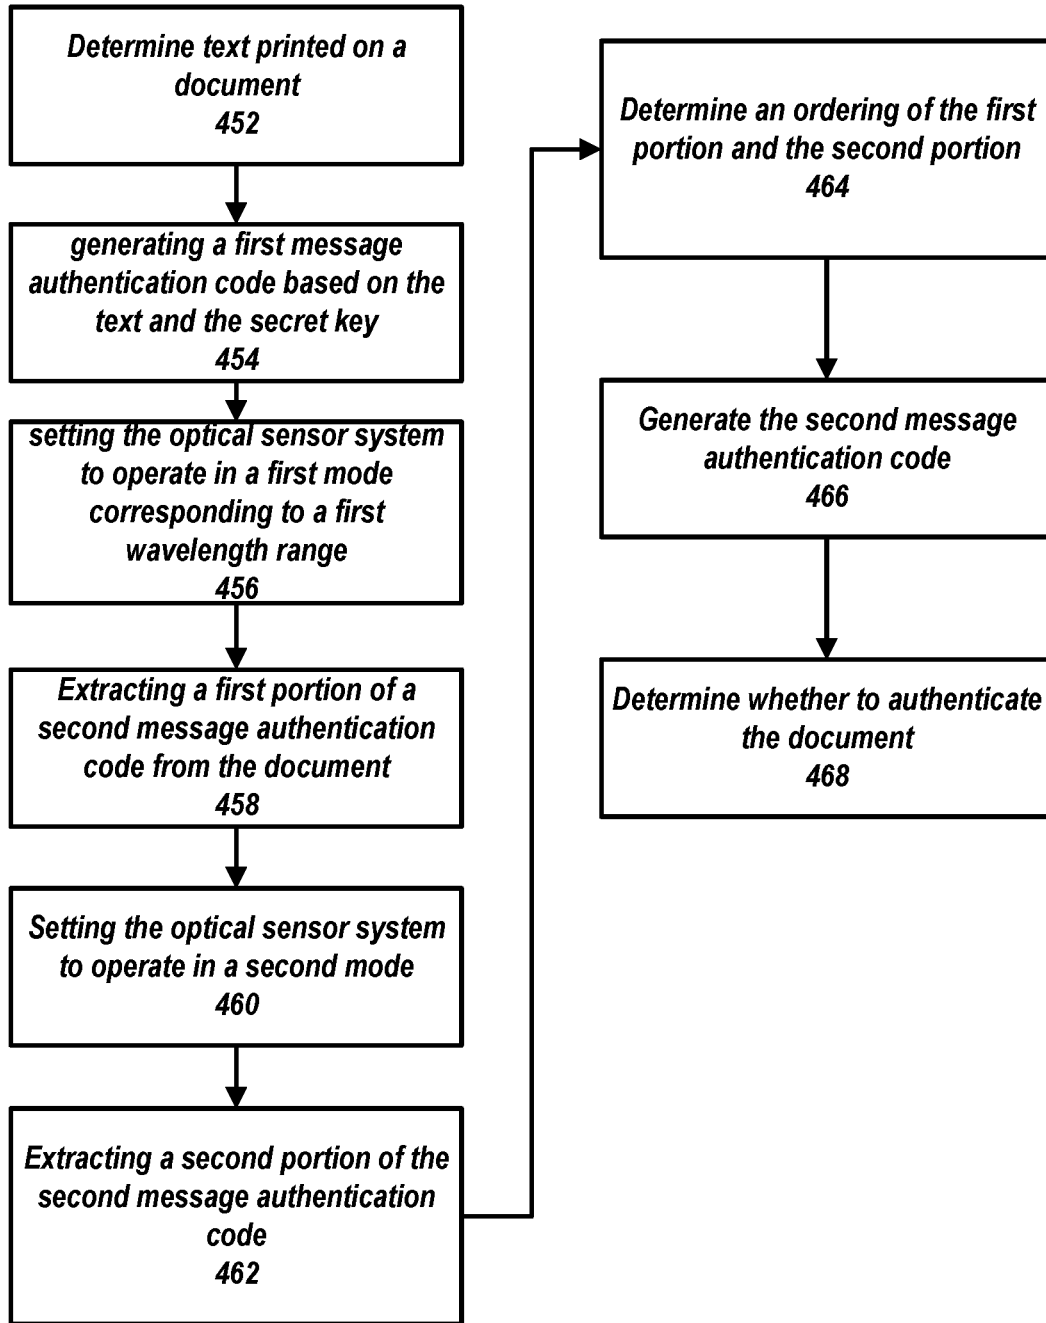 Determine text printed on a
document
452
generating a first message
authentication code based on the
text and the secret key
454
setting the optical sensor system
to operate in a first mode
corresponding to a first
wavelength range
456
Extracting a first portion of a
second message authentication
code from the document
458
Setting the optical sensor system
to operate in a second mode
460
Extracting a second portion of the
second message authentication
code
462
Determine an ordering of the first
portion and the second portion
464
Generate the second message
authentication code
466
Determine whether to authenticate
the document
468